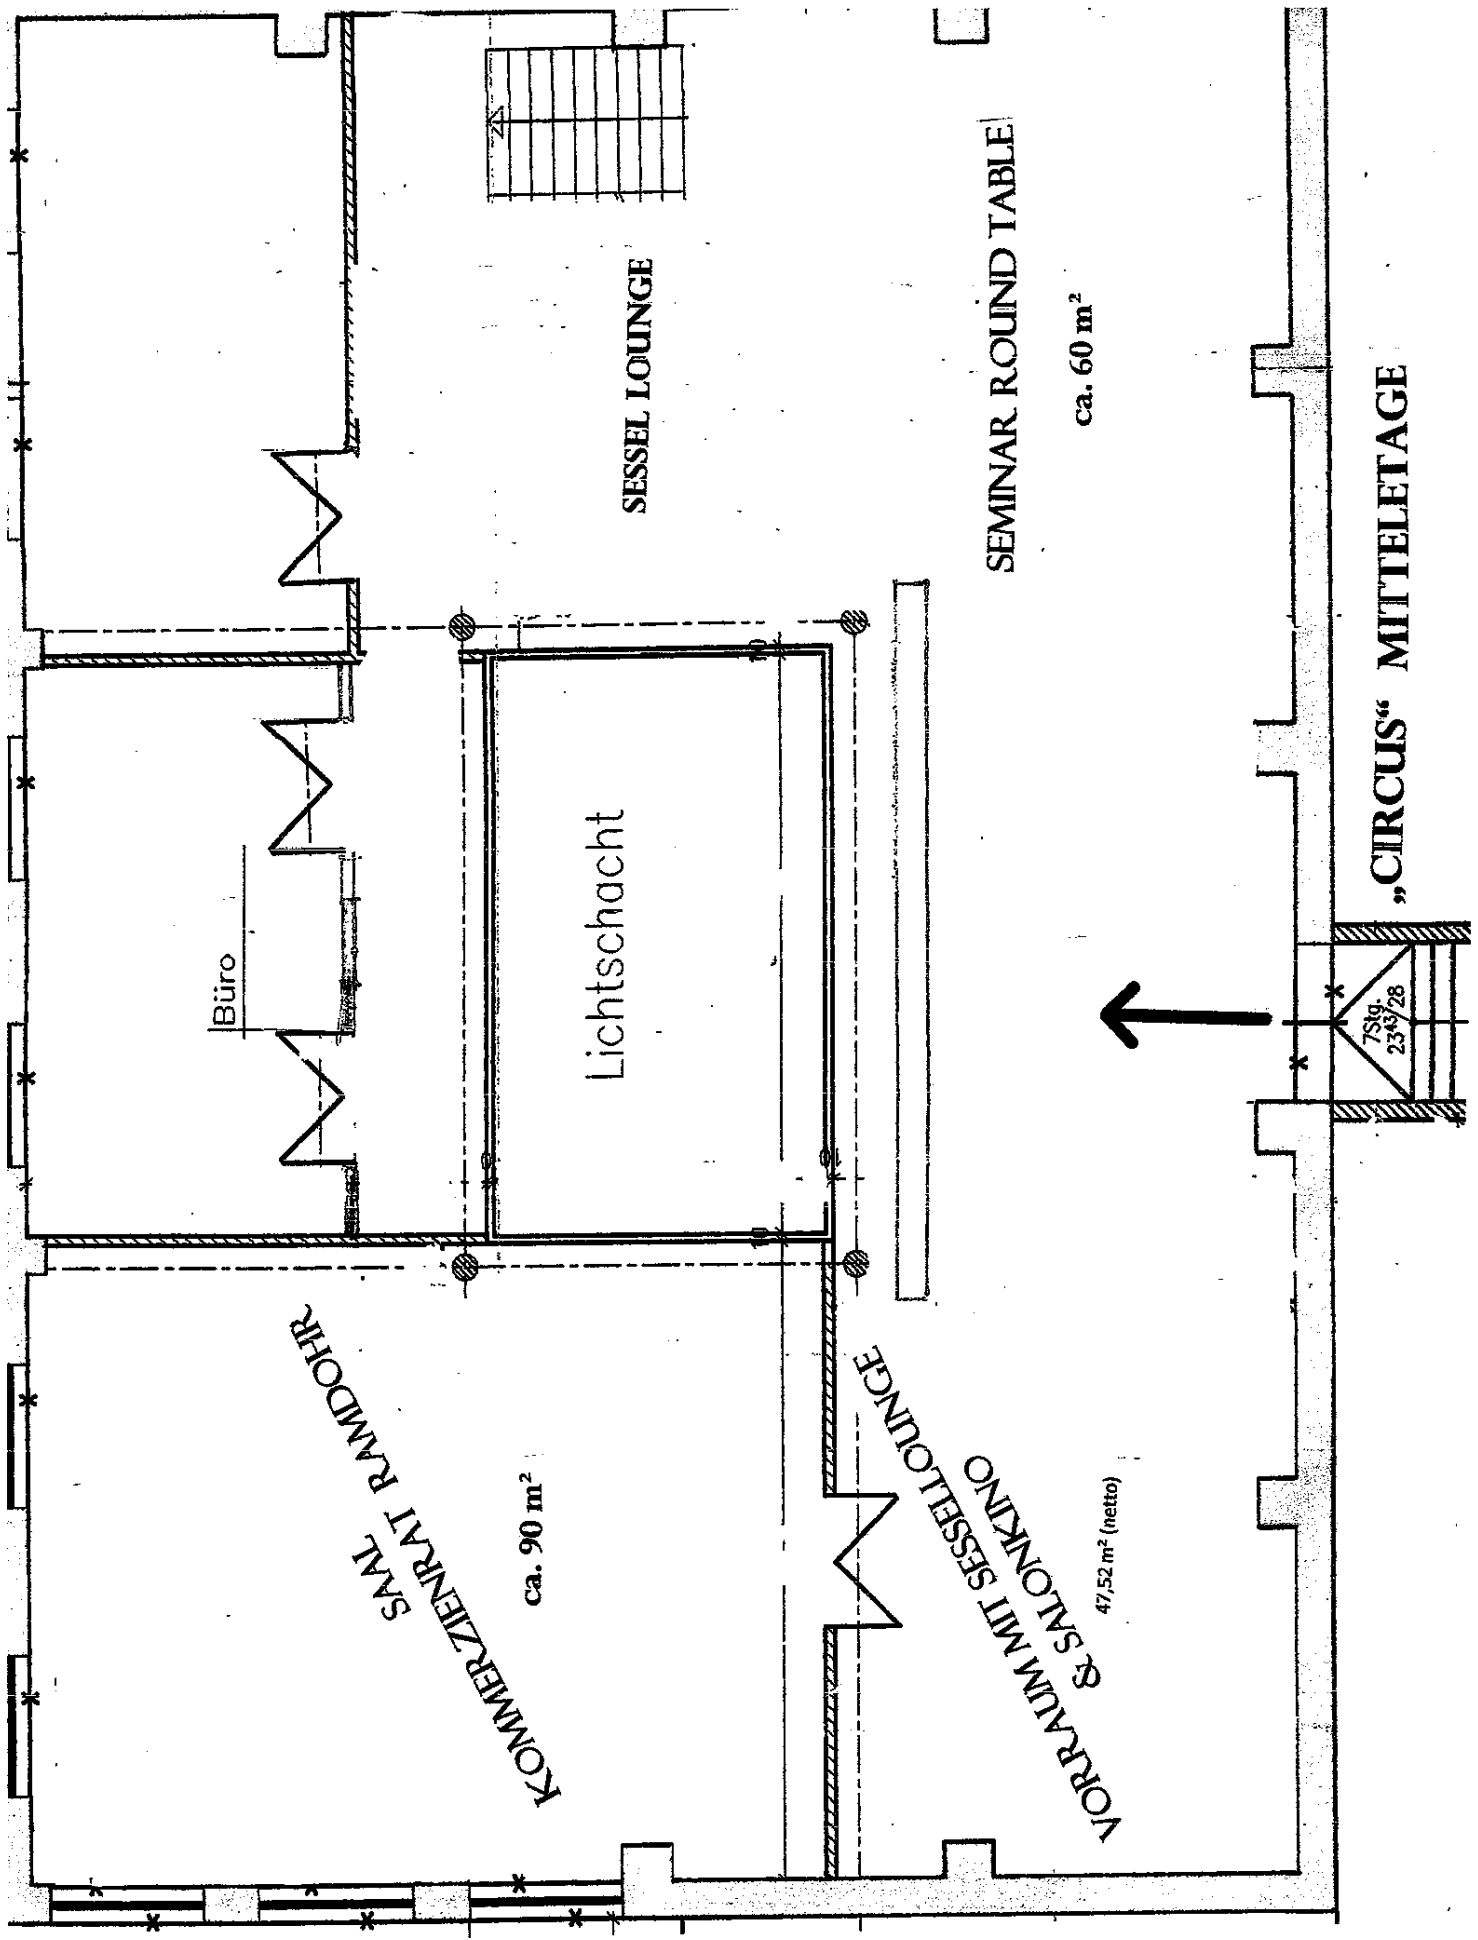 Büro
SESSEL LOUNGE
SEMINAR ROUND TABLE
ca. 60 m²
Lichtschacht
SAAL
KOMMERZIENRAT RAMDOHR
ca. 90 m²
VORRAUM MIT SESSELLOUNGE
& SALONKINO
47,52 m² (netto)
7Stg.
23⁴³/28
„CIRCUS“ MITTELETAGE